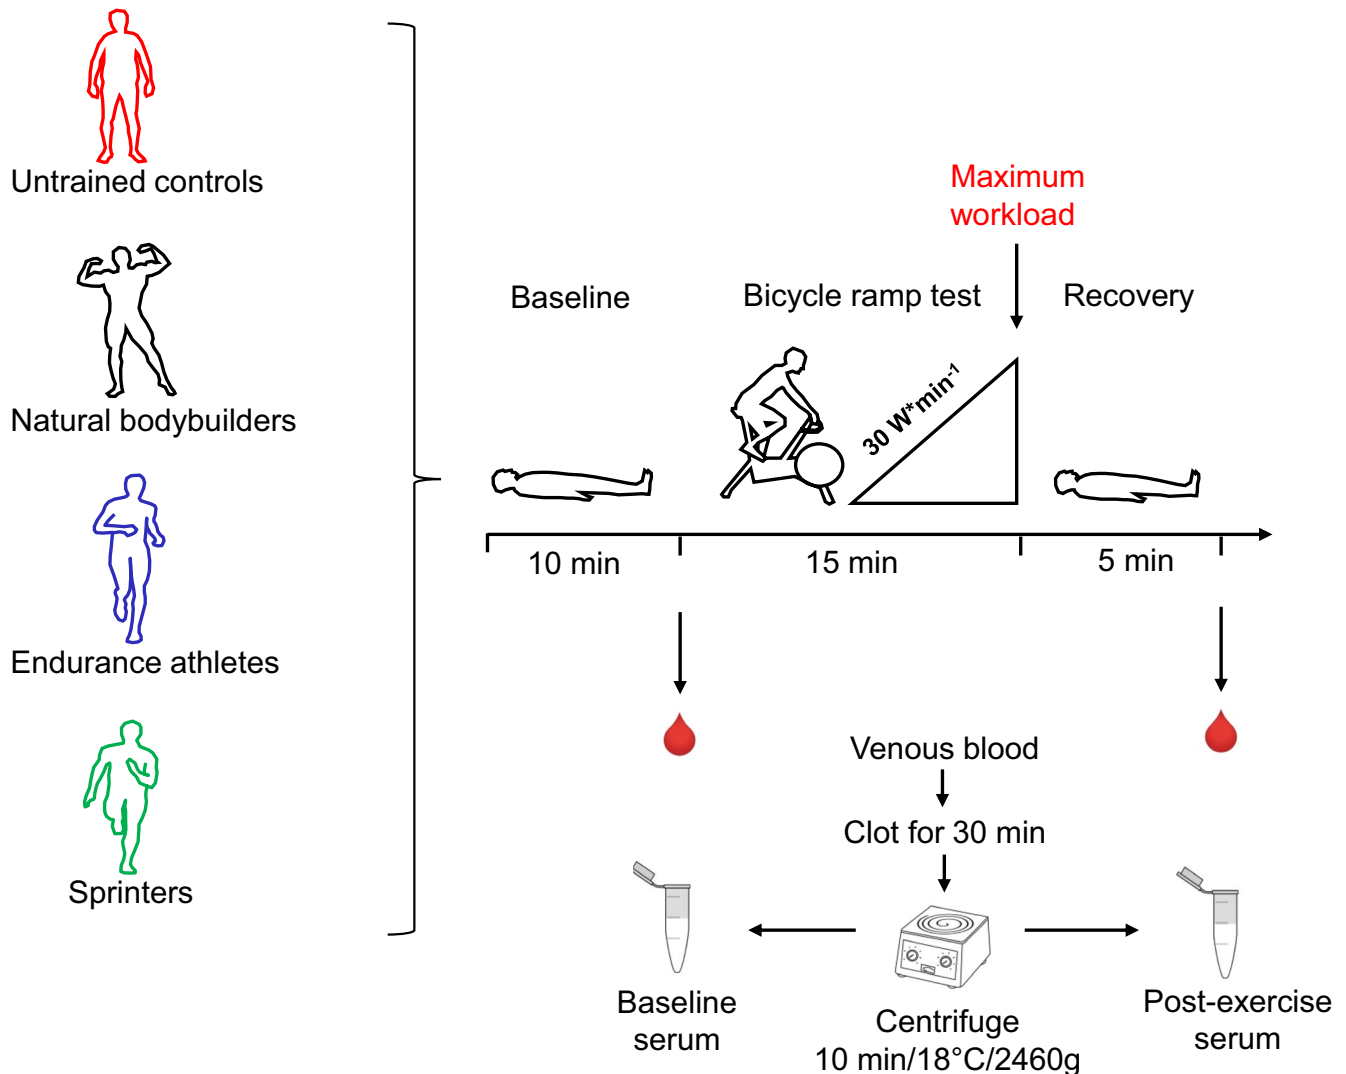 Untrained controls
Natural bodybuilders
Endurance athletes
Sprinters
Maximum
workload
Baseline
Bicycle ramp test
Recovery
30 W*min⁻¹
10 min
15 min
5 min
Venous blood
Clot for 30 min
Baseline
serum
Centrifuge
10 min/18°C/2460g
Post-exercise
serum